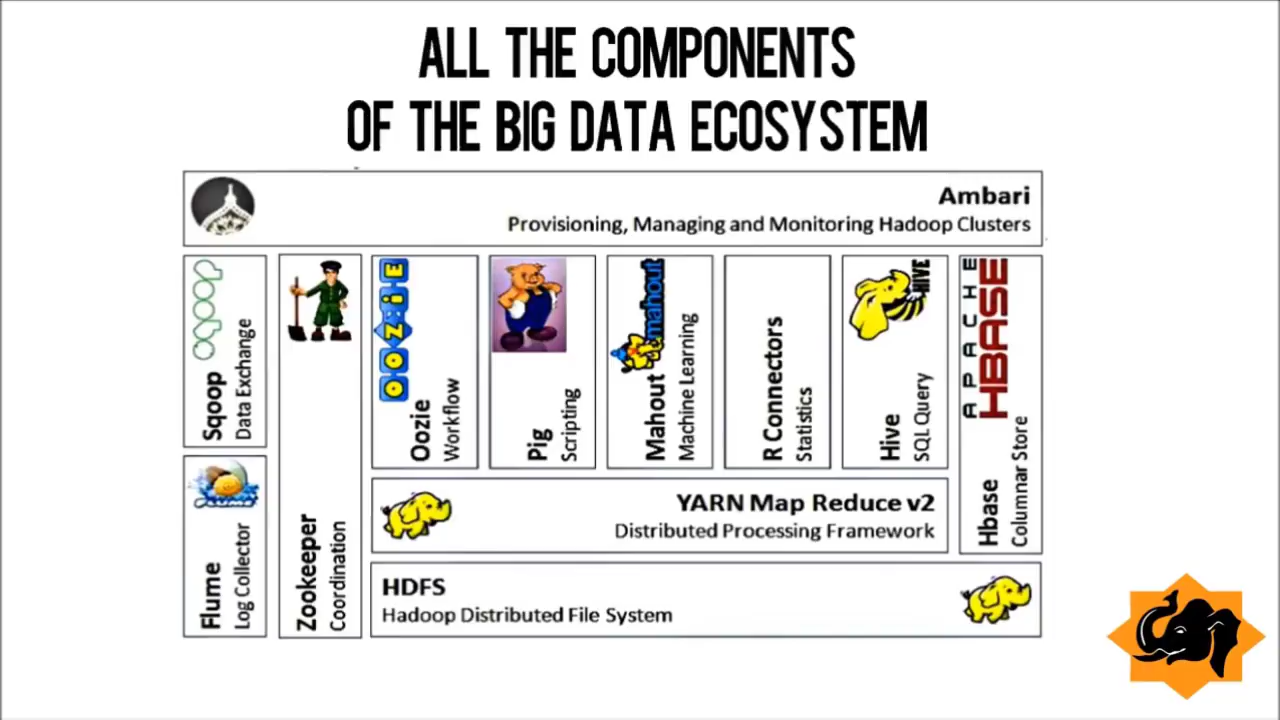 ALL THE COMPONENTS
OF THE BIG DATA ECOSYSTEM
Ambari
Provisioning, Managing and Monitoring Hadoop Clusters
sqoop
Sqoop
Data Exchange
Zookeeper
Coordination
OOZiE
Oozie
Workflow
Pig
Scripting
mahout
Mahout
Machine Learning
R Connectors
Statistics
HIVE
Hive
SQL Query
APACHE
HBASE
Hbase
Columnar Store
flume
Flume
Log Collector
YARN Map Reduce v2
Distributed Processing Framework
HDFS
Hadoop Distributed File System